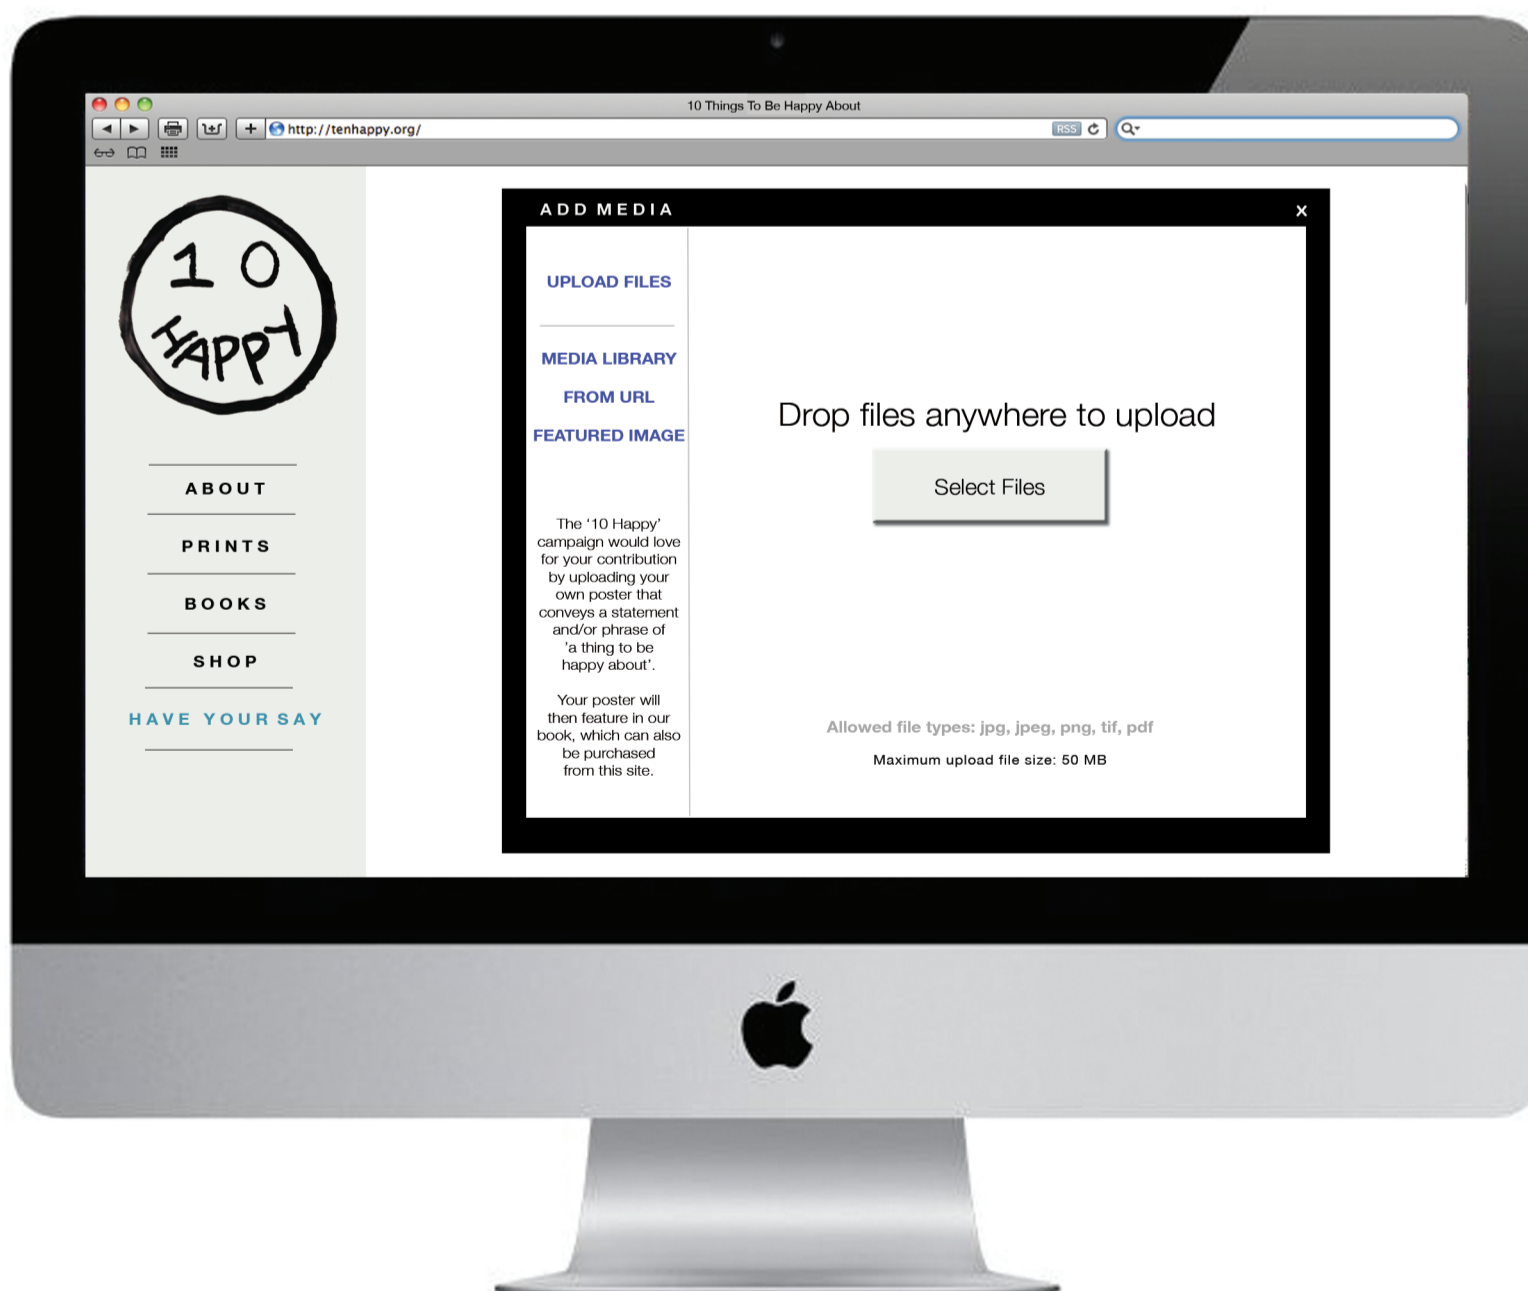 10 Things To Be Happy About
http://tenhappy.org/
RSS
10
HAPPY
ABOUT
PRINTS
BOOKS
SHOP
HAVE YOUR SAY
ADD MEDIA
x
UPLOAD FILES
MEDIA LIBRARY
FROM URL
FEATURED IMAGE
The ‘10 Happy’
campaign would love
for your contribution
by uploading your
own poster that
conveys a statement
and/or phrase of
’a thing to be
happy about’.
Your poster will
then feature in our
book, which can also
be purchased
from this site.
Drop files anywhere to upload
Select Files
Allowed file types: jpg, jpeg, png, tif, pdf
Maximum upload file size: 50 MB